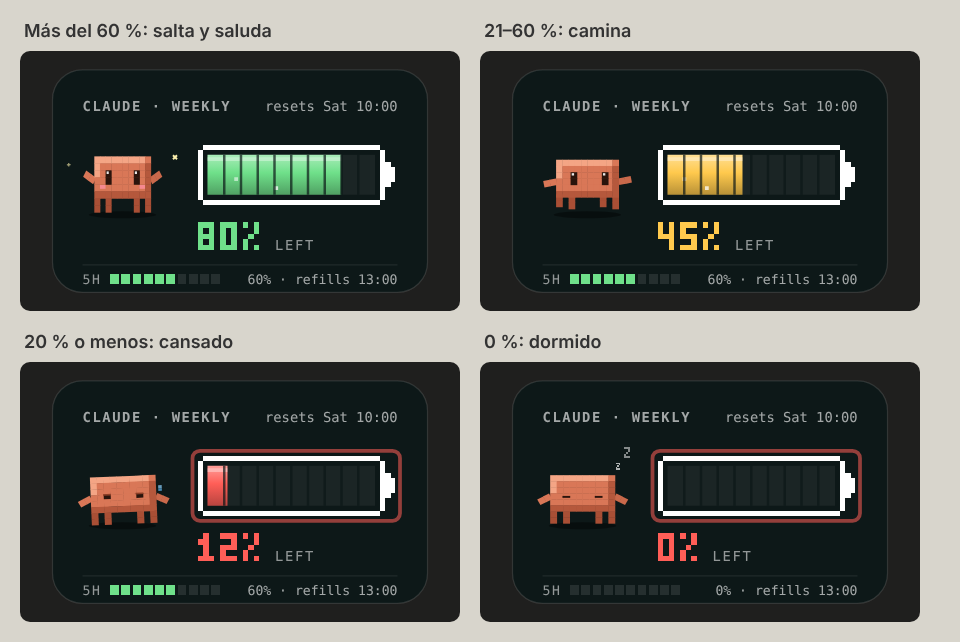 Más del 60 %: salta y saluda
CLAUDE · WEEKLY resets Sat 10:00
80% LEFT
5H 60% · refills 13:00
21–60 %: camina
CLAUDE · WEEKLY resets Sat 10:00
45% LEFT
5H 60% · refills 13:00
20 % o menos: cansado
CLAUDE · WEEKLY resets Sat 10:00
12% LEFT
5H 60% · refills 13:00
0 %: dormido
CLAUDE · WEEKLY resets Sat 10:00
z
z
0% LEFT
5H 0% · refills 13:00